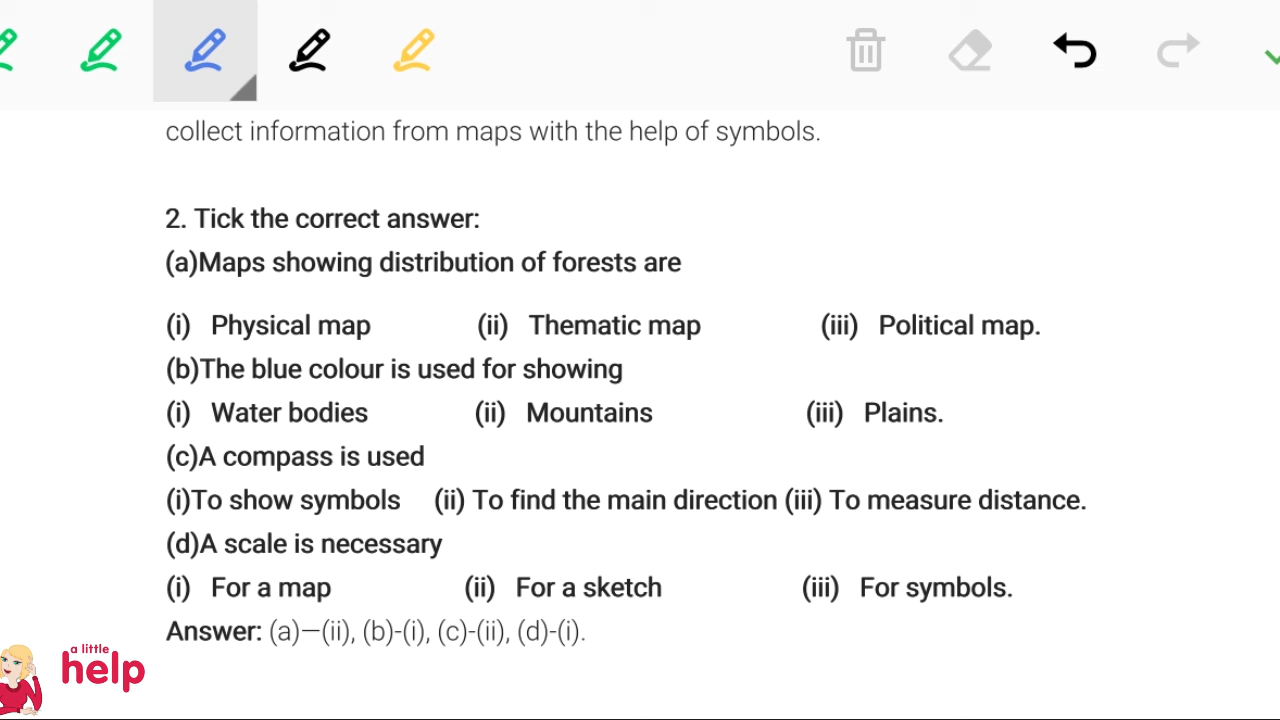 collect information from maps with the help of symbols.
2. Tick the correct answer:
(a)Maps showing distribution of forests are
(i) Physical map (ii) Thematic map (iii) Political map.
(b)The blue colour is used for showing
(i) Water bodies (ii) Mountains (iii) Plains.
(c)A compass is used
(i)To show symbols (ii) To find the main direction (iii) To measure distance.
(d)A scale is necessary
(i) For a map (ii) For a sketch (iii) For symbols.
Answer: (a)—(ii), (b)-(i), (c)-(ii), (d)-(i).
a little
help